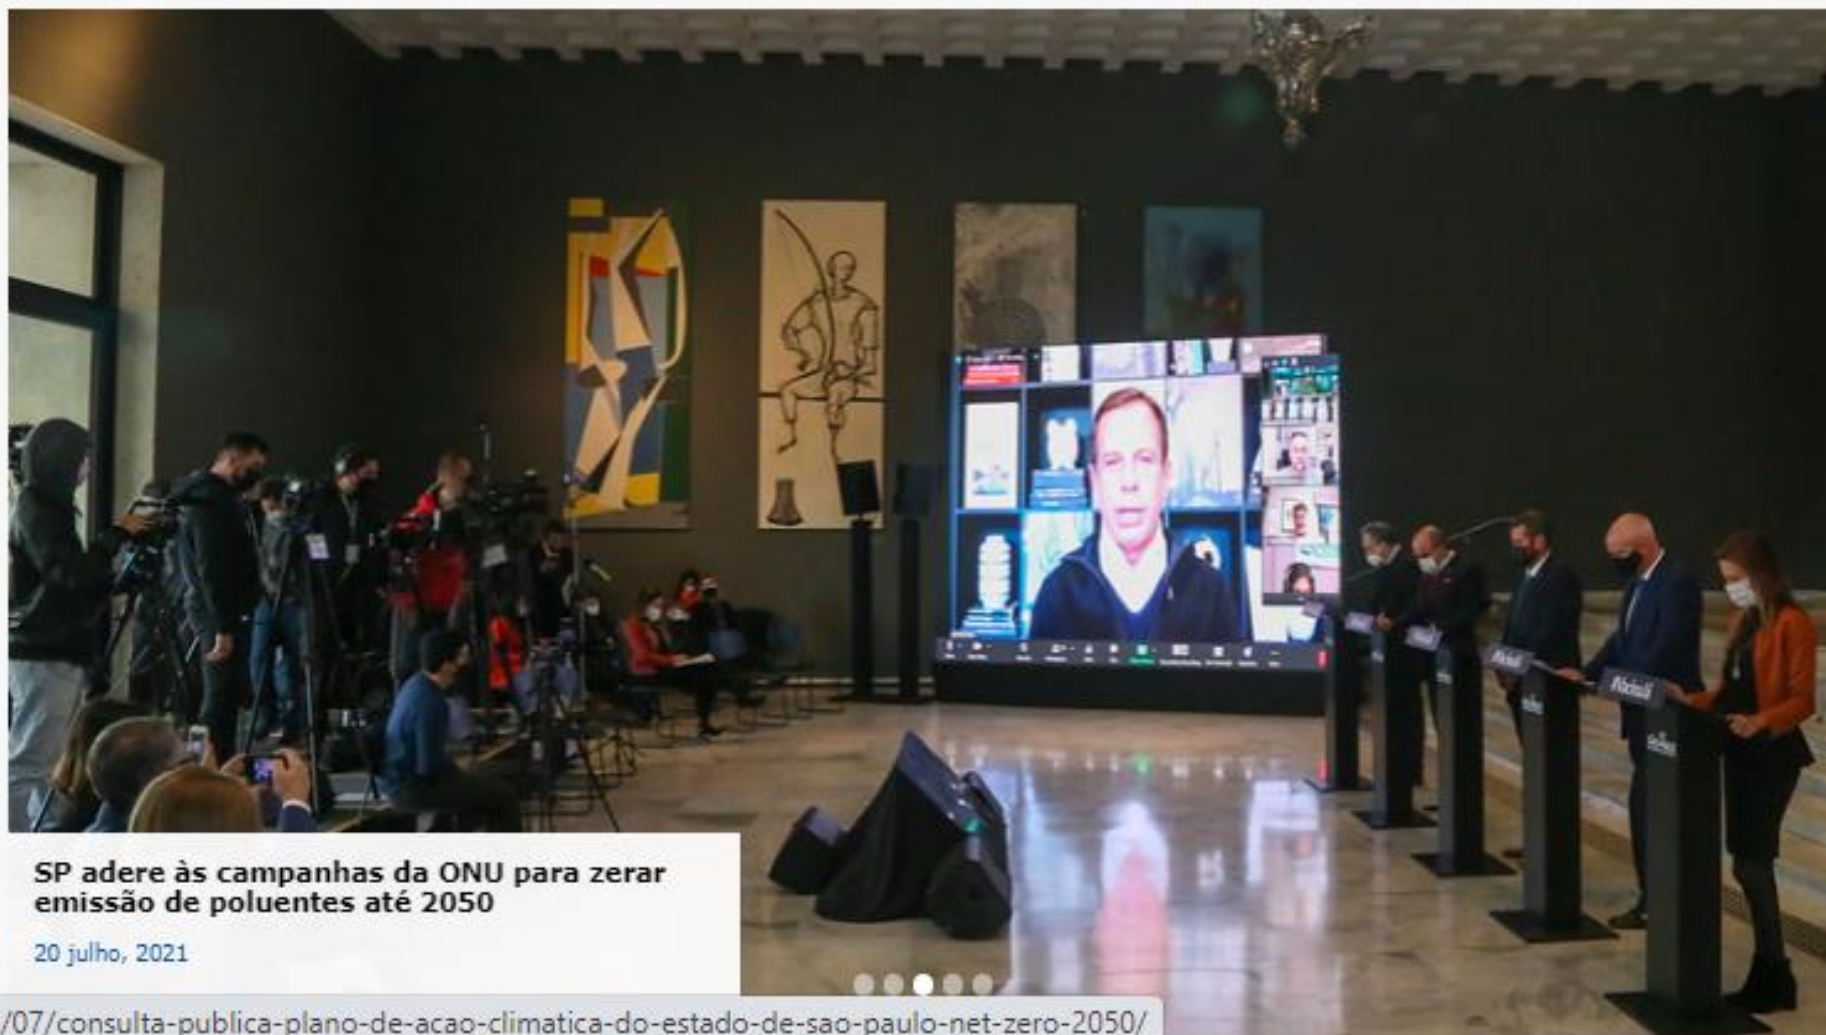 #VacinaJá
SP adere às campanhas da ONU para zerar
emissão de poluentes até 2050
20 julho, 2021
/07/consulta-publica-plano-de-acao-climatica-do-estado-de-sao-paulo-net-zero-2050/